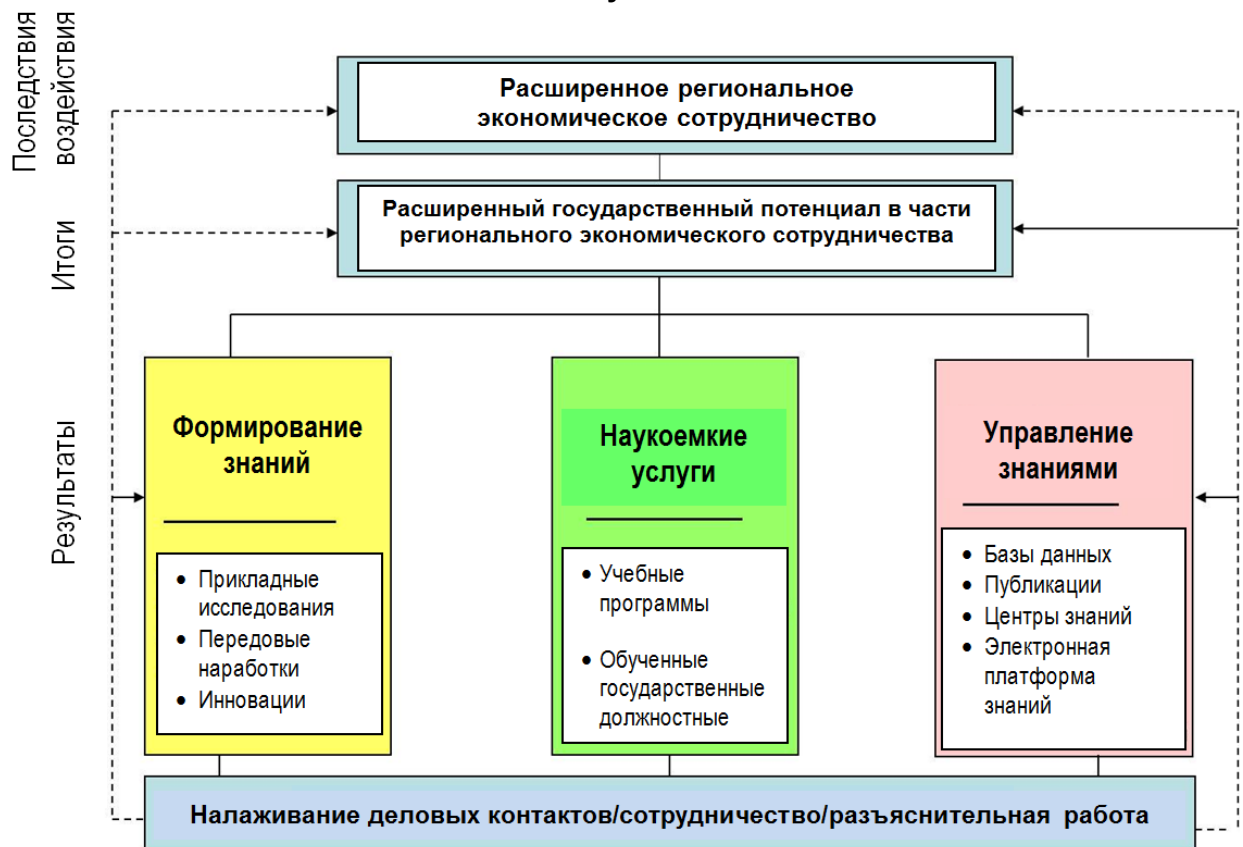 Последствия
воздействия
Расширенное региональное
экономическое сотрудничество
Итоги
Расширенный государственный потенциал в части
регионального экономического сотрудничества
Результаты
Формирование
знаний
• Прикладные
исследования
• Передовые
наработки
• Инновации
Наукоемкие
услуги
• Учебные
программы
• Обученные
государственные
должностные
Управление
знаниями
• Базы данных
• Публикации
• Центры знаний
• Электронная
платформа
знаний
Налаживание деловых контактов/сотрудничество/разъяснительная работа